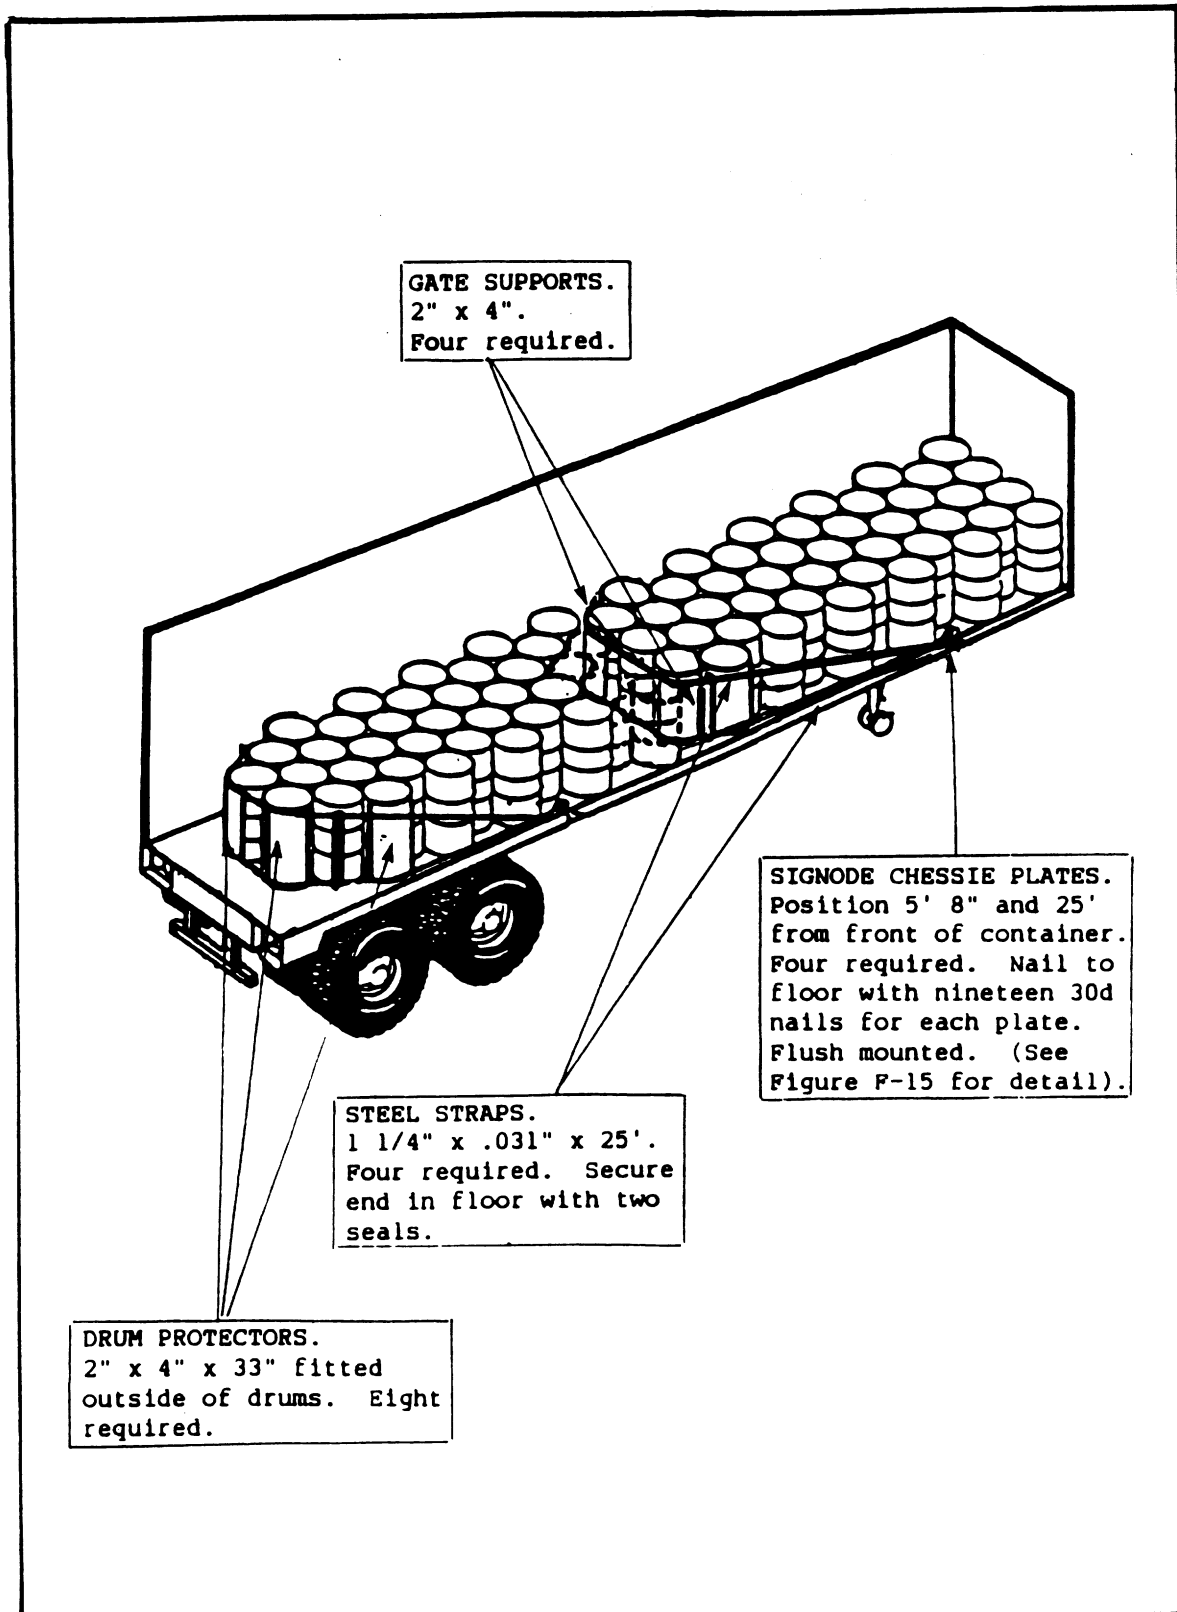 GATE SUPPORTS.
2" x 4".
Four required.
SIGNODE CHESSIE PLATES.
Position 5' 8" and 25'
from front of container.
Four required. Nail to
floor with nineteen 30d
nails for each plate.
Flush mounted. (See
Figure F-15 for detail).
STEEL STRAPS.
1 1/4" x .031" x 25'.
Four required. Secure
end in floor with two
seals.
DRUM PROTECTORS.
2" x 4" x 33" fitted
outside of drums. Eight
required.